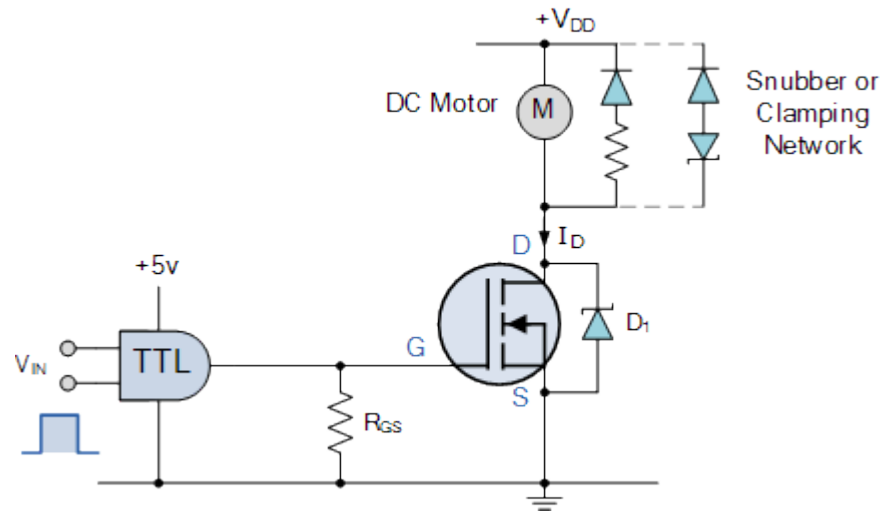 +VDD
DC Motor
M
Snubber or
Clamping
Network
D
ID
+5v
VIN
TTL
G
D1
S
RGS